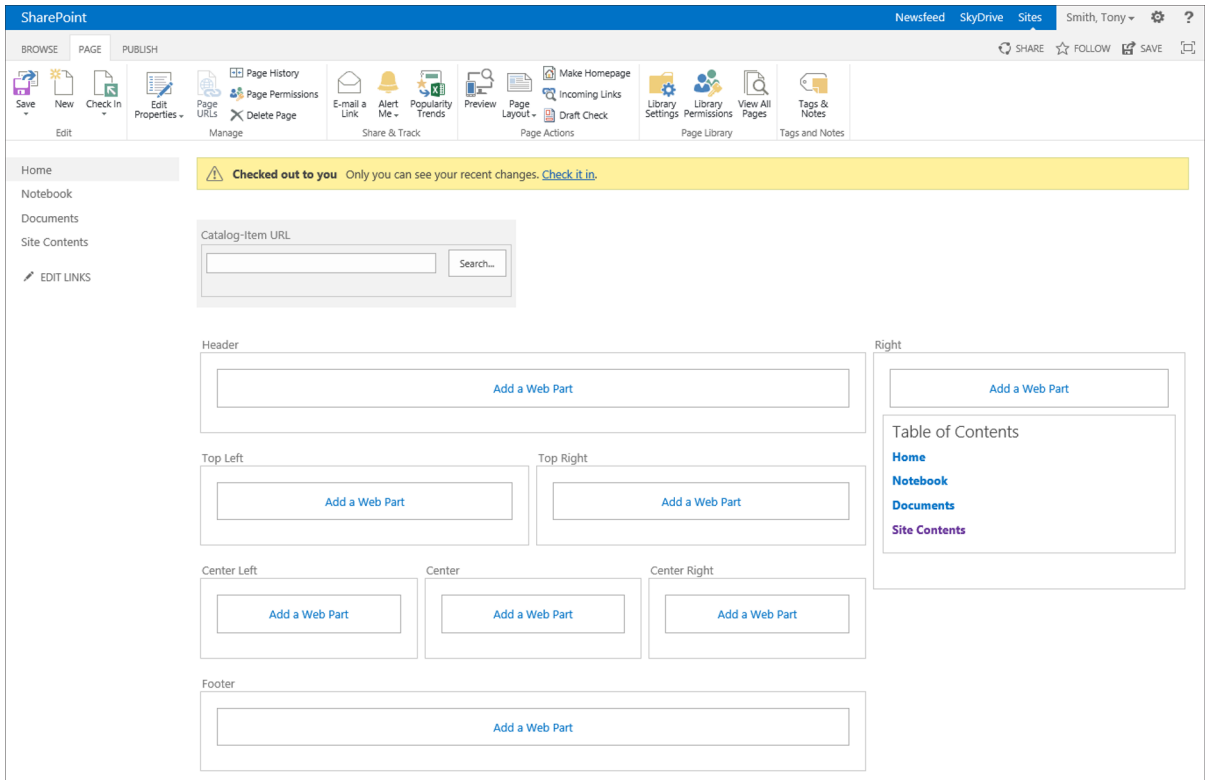 SharePoint
Newsfeed SkyDrive Sites Smith, Tony ?
BROWSE PAGE PUBLISH
SHARE FOLLOW SAVE
Save
New
Check In
Edit
Edit
Properties
Page
URLs
Page History
Page Permissions
Delete Page
Manage
E-mail a
Link
Alert
Me
Popularity
Trends
Share & Track
Preview
Page
Layout
Make Homepage
Incoming Links
Draft Check
Page Actions
Library
Settings
Library
Permissions
View All
Pages
Page Library
Tags &
Notes
Tags and Notes
Home
Notebook
Documents
Site Contents
EDIT LINKS
Checked out to you Only you can see your recent changes. Check it in.
Catalog-Item URL
Search...
Header
Add a Web Part
Top Left
Add a Web Part
Top Right
Add a Web Part
Center Left
Add a Web Part
Center
Add a Web Part
Center Right
Add a Web Part
Footer
Add a Web Part
Right
Add a Web Part
Table of Contents
Home
Notebook
Documents
Site Contents